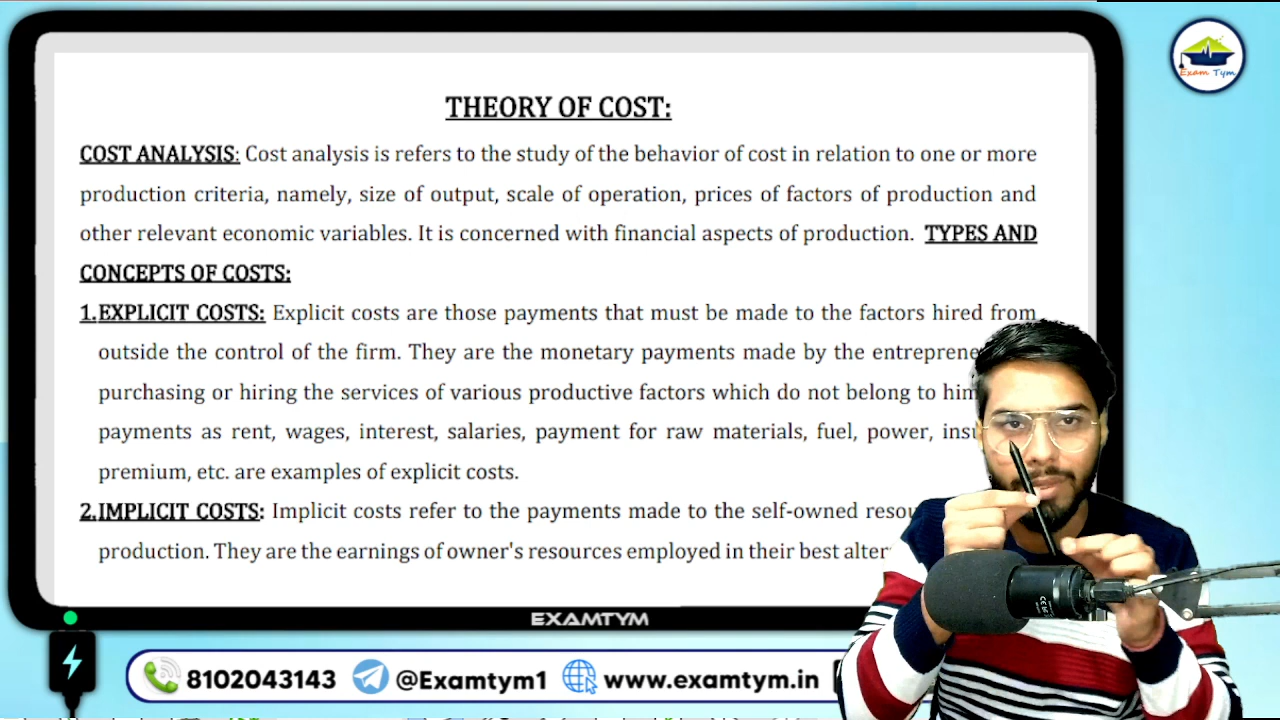 THEORY OF COST:
COST ANALYSIS: Cost analysis is refers to the study of the behavior of cost in relation to one or more
production criteria, namely, size of output, scale of operation, prices of factors of production and
other relevant economic variables. It is concerned with financial aspects of production. TYPES AND
CONCEPTS OF COSTS:
1.EXPLICIT COSTS: Explicit costs are those payments that must be made to the factors hired from
outside the control of the firm. They are the monetary payments made by the
purchasing or hiring the services of various productive factors which do not belong to him
payments as rent, wages, interest, salaries, payment for raw materials, fuel, power,
premium, etc. are examples of explicit costs.
2.IMPLICIT COSTS: Implicit costs refer to the payments made to the self-owned
production. They are the earnings of owner's resources employed in their best
Exam Tym
EXAMTYM
8102043143 @Examtym1 www.examtym.in